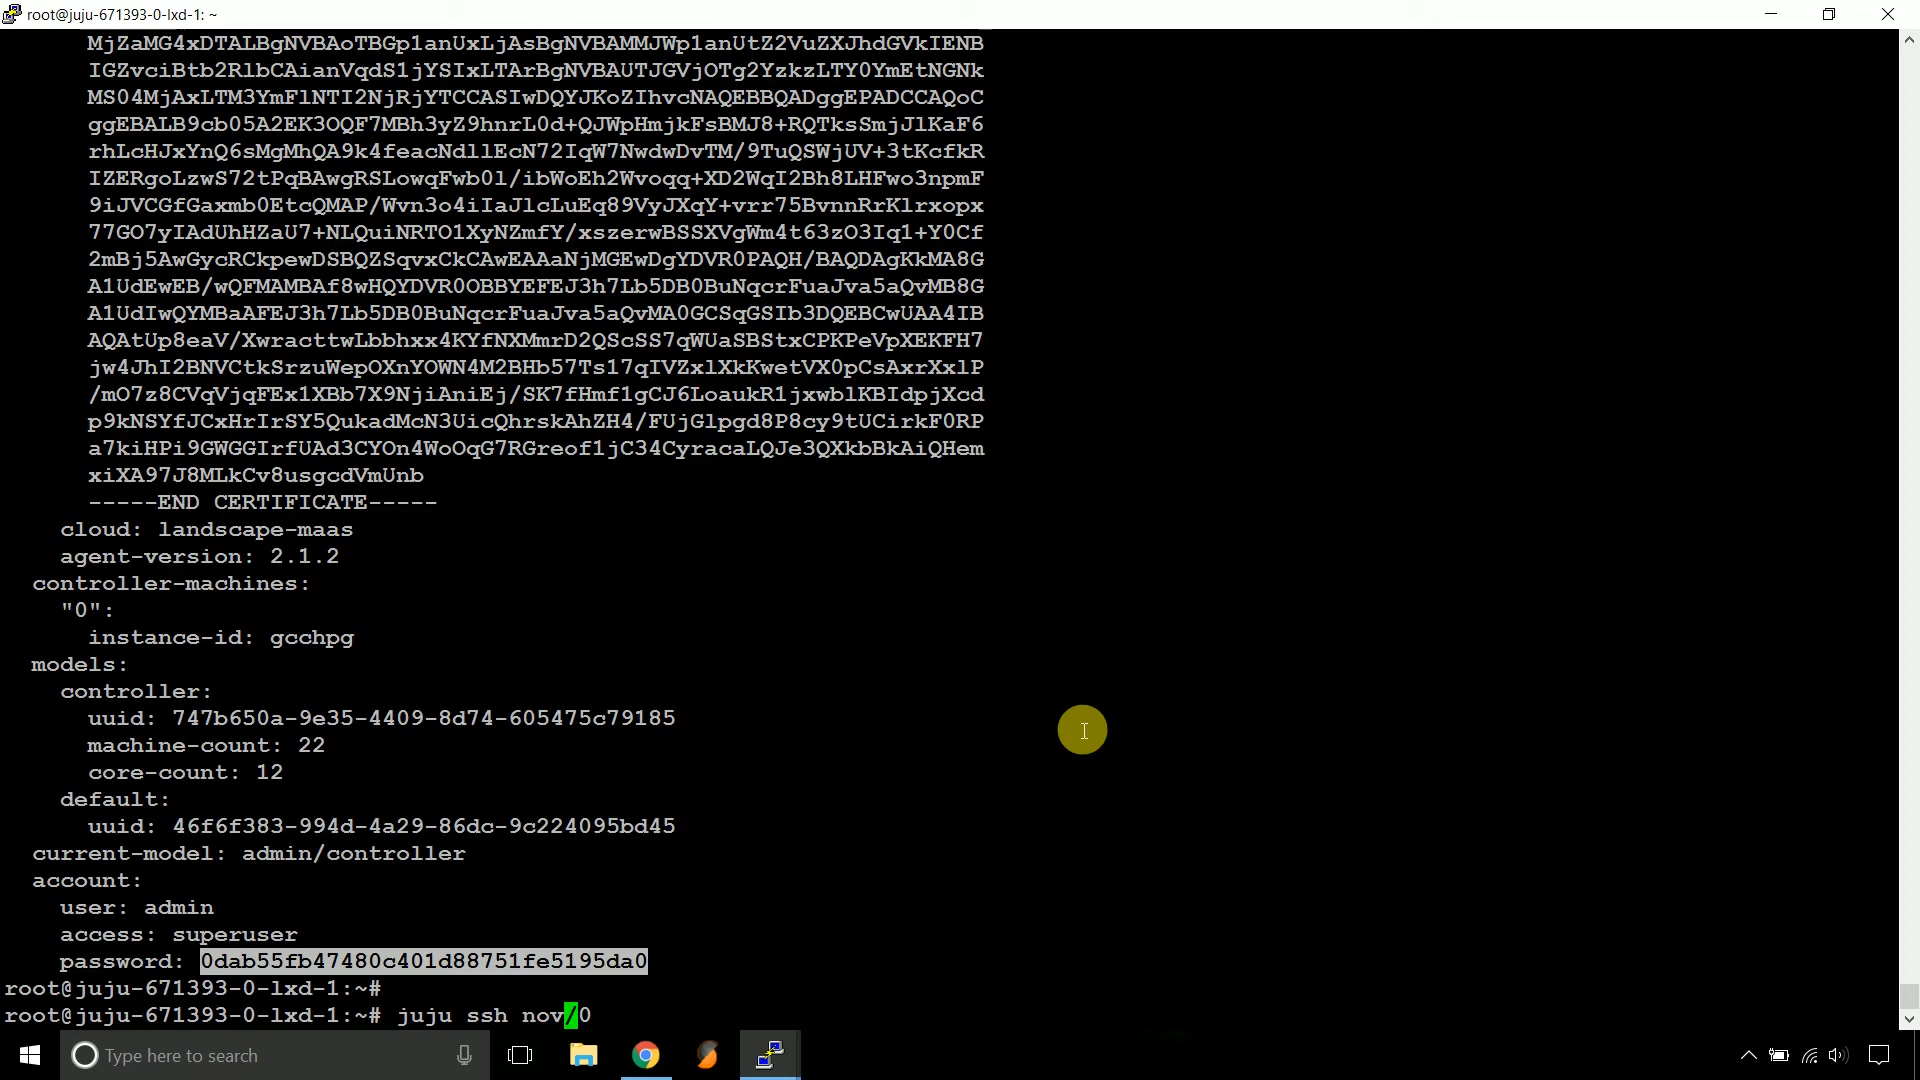 root@juju-671393-0-lxd-1: ~
MjZaMG4xDTALBgNVBAoTBGp1anUxLjAsBgNVBAMMJWp1anUtZ2VuZXJhdGVkIENB
IGZvciBtb2RlbCAianVqdS1jYSIxLTArBgNVBAUTJGVjOTg2YzkzLTY0YmEtNGNk
MS04MjAxLTM3YmFlNTI2NjRjYTCCASIwDQYJKoZIhvcNAQEBBQADggEPADCCAQoC
ggEBALB9cb05A2EK3OQF7MBh3yZ9hnrL0d+QJWpHmjkFsBMJ8+RQTksSmjJlKaF6
rhLcHJxYnQ6sMgMhQA9k4feacNdllEcN72IqW7NwdwDvTM/9TuQSWjUV+3tKcfkR
IZERgoLzwS72tPqBAwgRSLowqFwb0l/ibWoEh2Wvoqq+XD2WqI2Bh8LHFwo3npmF
9iJVCGfGaxmb0EtcQMAP/Wvn3o4iIaJlcLuEq89VyJXqY+vrr75BvnnRrKlrxopx
77GO7yIAdUhHZaU7+NLQuiNRTO1XyNZmfY/xszerwBSSXVgWm4t63zO3Iq1+Y0Cf
2mBj5AwGycRCkpewDSBQZSqvxCkCAwEAAaNjMGEwDgYDVR0PAQH/BAQDAgKkMA8G
A1UdEwEB/wQFMAMBAf8wHQYDVR0OBBYEFEJ3h7Lb5DB0BuNqcrFuaJva5aQvMB8G
A1UdIwQYMBaAFEJ3h7Lb5DB0BuNqcrFuaJva5aQvMA0GCSqGSIb3DQEBCwUAA4IB
AQAtUp8eaV/XwracttwLbbhxx4KYfNXMmrD2QScSS7qWUaSBStxCPKPeVpXEKFH7
jw4JhI2BNVCtkSrzuWepOXnYOWN4M2BHb57Ts17qIVZxlXkKwetVX0pCsAxrXxlP
/mO7z8CVqVjqFEx1XBb7X9NjiAniEj/SK7fHmf1gCJ6LoaukR1jxwblKBIdpjXcd
p9kNSYfJCxHrIrSY5QukadMcN3UicQhrskAhZH4/FUjGlpgd8P8cy9tUCirkF0RP
a7kiHPi9GWGGIrfUAd3CYOn4WoOqG7RGreof1jC34CyracaLQJe3QXkbBkAiQHem
xiXA97J8MLkCv8usgcdVmUnb
-----END CERTIFICATE-----
cloud: landscape-maas
agent-version: 2.1.2
controller-machines:
"0":
instance-id: gcchpg
models:
controller:
uuid: 747b650a-9e35-4409-8d74-605475c79185
machine-count: 22
core-count: 12
default:
uuid: 46f6f383-994d-4a29-86dc-9c224095bd45
current-model: admin/controller
account:
user: admin
access: superuser
password: 0dab55fb47480c401d88751fe5195da0
root@juju-671393-0-lxd-1:~#
root@juju-671393-0-lxd-1:~# juju ssh nov/0
Type here to search